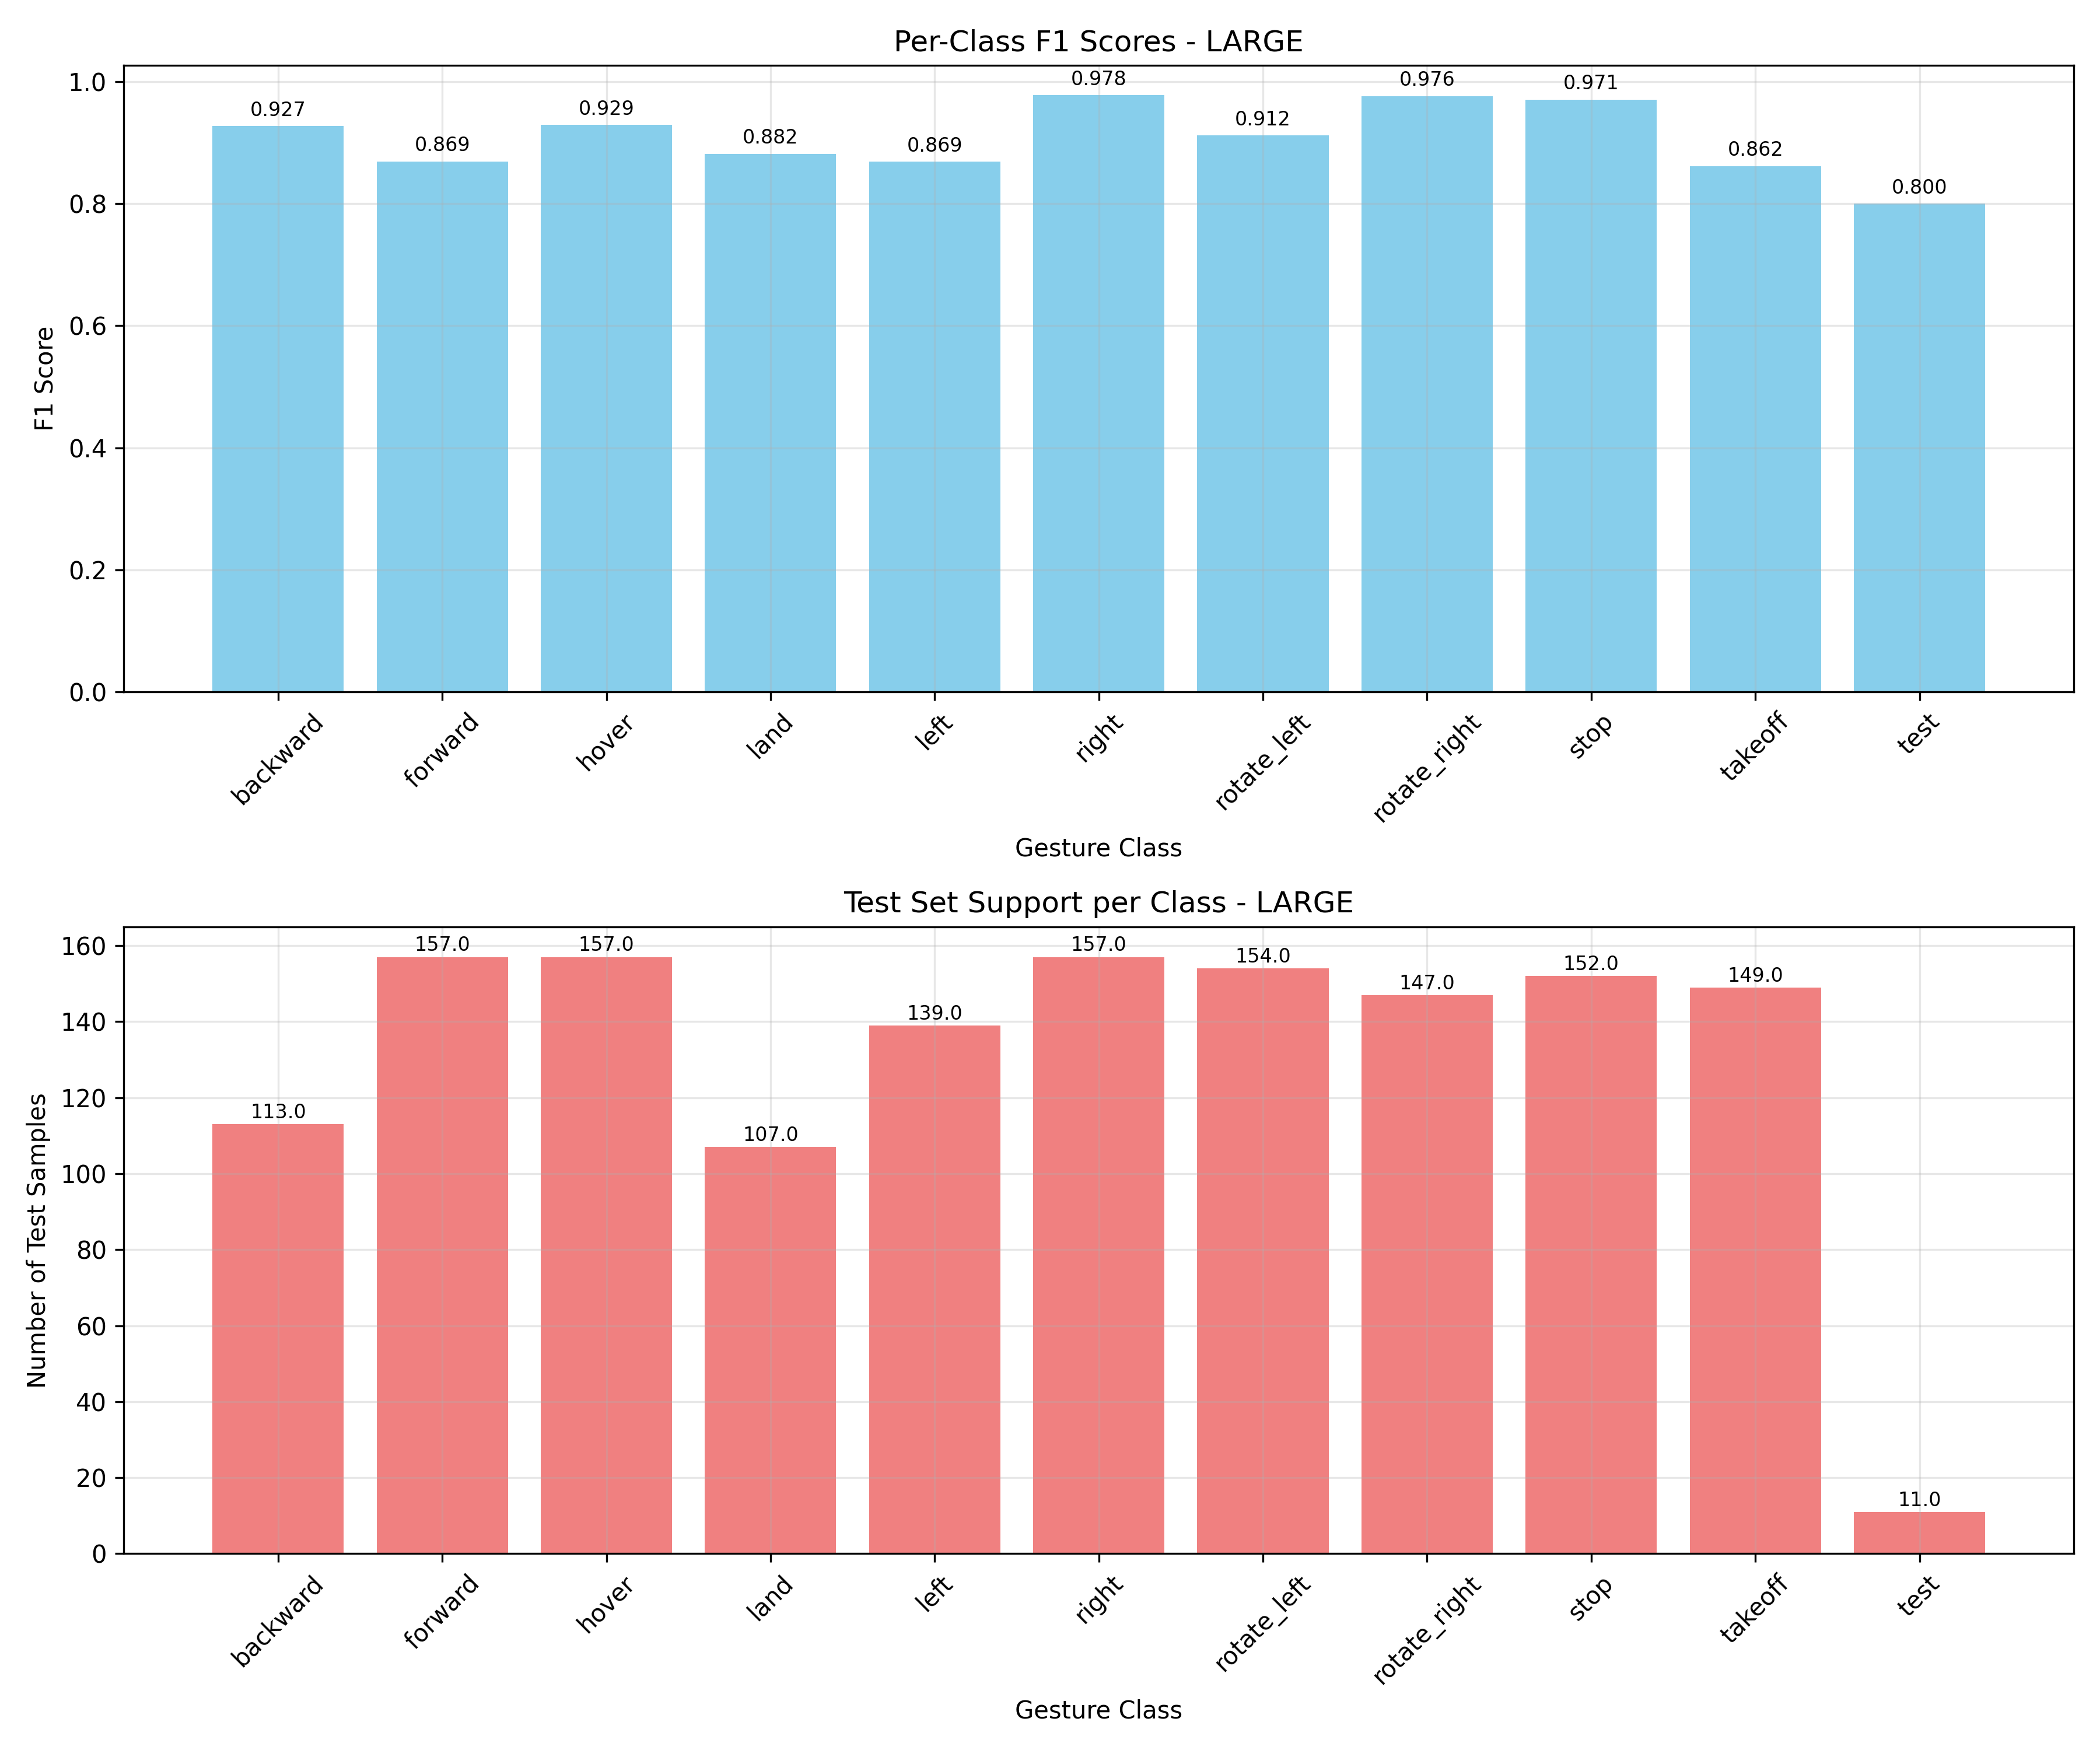 Per-Class F1 Scores - LARGE
F1 Score
1.0
0.8
0.6
0.4
0.2
0.0
0.927
0.869
0.929
0.882
0.869
0.978
0.912
0.976
0.971
0.862
0.800
backward
forward
hover
land
left
right
rotate_left
rotate_right
stop
takeoff
test
Gesture Class
Test Set Support per Class - LARGE
Number of Test Samples
160
140
120
100
80
60
40
20
0
113.0
157.0
157.0
107.0
139.0
157.0
154.0
147.0
152.0
149.0
11.0
backward
forward
hover
land
left
right
rotate_left
rotate_right
stop
takeoff
test
Gesture Class